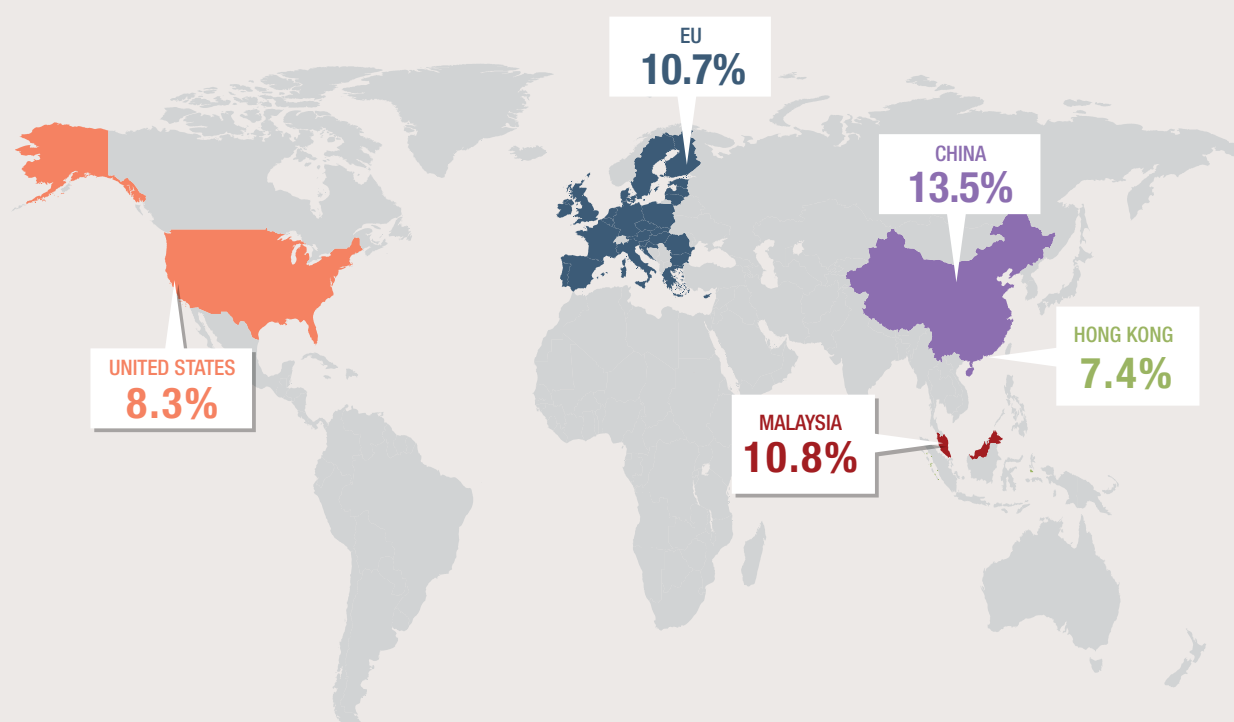 EU
10.7%
CHINA
13.5%
HONG KONG
7.4%
UNITED STATES
8.3%
MALAYSIA
10.8%